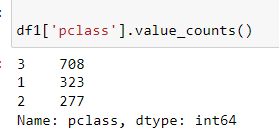 df1['pclass'].value_counts()
3    708
1    323
2    277
Name: pclass, dtype: int64